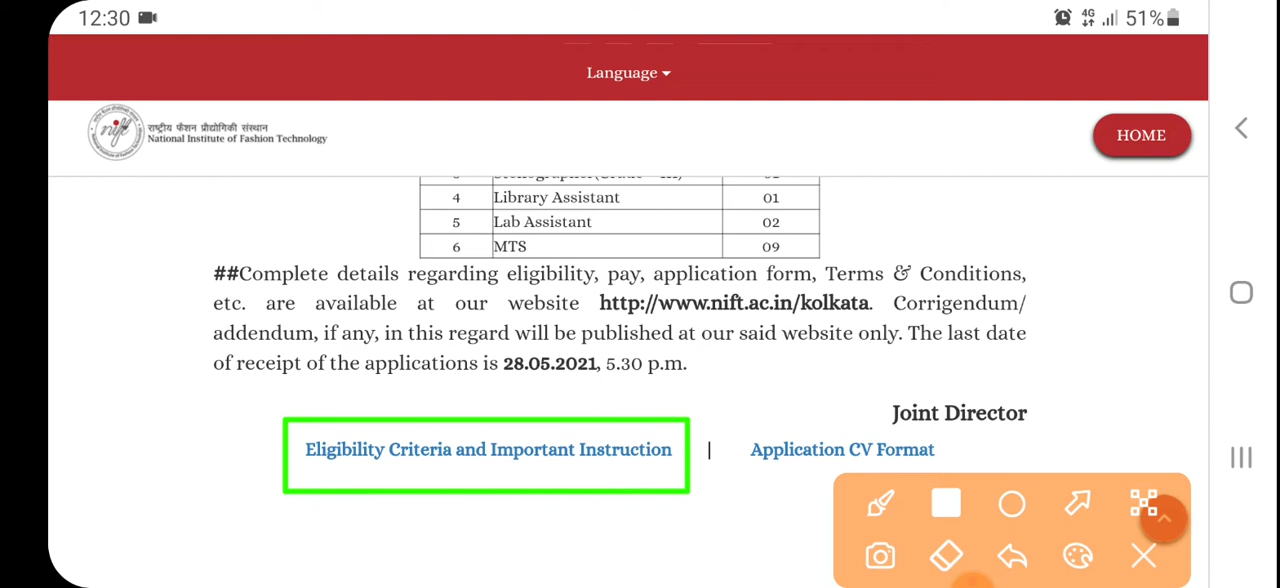 12:30
4G
51%
Language
राष्ट्रीय फैशन प्रौद्योगिकी संस्थान
National Institute of Fashion Technology
nift
HOME
4 Library Assistant 01
5 Lab Assistant 02
6 MTS 09
##Complete details regarding eligibility, pay, application form, Terms & Conditions,
etc. are available at our website http://www.nift.ac.in/kolkata. Corrigendum/
addendum, if any, in this regard will be published at our said website only. The last date
of receipt of the applications is 28.05.2021, 5.30 p.m.
Joint Director
Eligibility Criteria and Important Instruction | Application CV Format